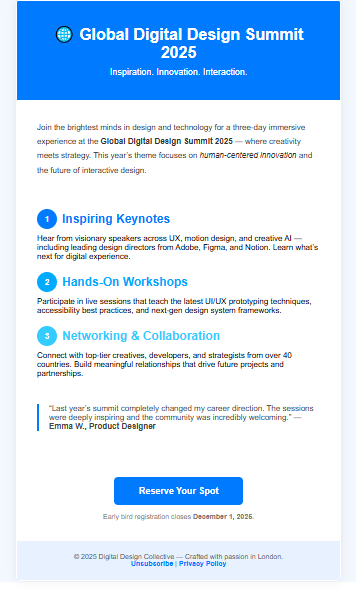 🌐 Global Digital Design Summit
2025
Inspiration. Innovation. Interaction.
Join the brightest minds in design and technology for a three-day immersive
experience at the Global Digital Design Summit 2025 — where creativity
meets strategy. This year's theme focuses on human-centered innovation and
the future of interactive design.
1 Inspiring Keynotes
Hear from visionary speakers across UX, motion design, and creative AI —
including leading design directors from Adobe, Figma, and Notion. Learn what's
next for digital experience.
2 Hands-On Workshops
Participate in live sessions that teach the latest UI/UX prototyping techniques,
accessibility best practices, and next-gen design system frameworks.
3 Networking & Collaboration
Connect with top-tier creatives, developers, and strategists from over 40
countries. Build meaningful relationships that drive future projects and
partnerships.
"Last year's summit completely changed my career direction. The sessions
were deeply inspiring and the community was incredibly welcoming." —
Emma W., Product Designer
Reserve Your Spot
Early bird registration closes December 1, 2025.
© 2025 Digital Design Collective — Crafted with passion in London.
Unsubscribe | Privacy Policy